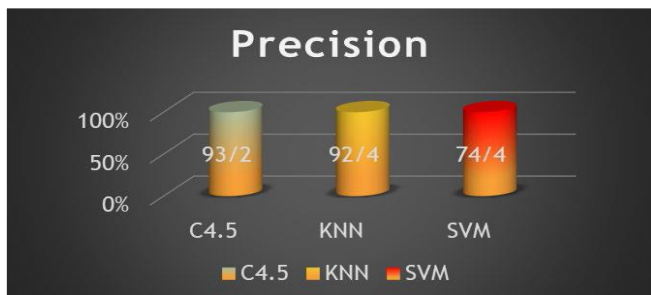 Precision
100%
50%
0%
93/2 92/4 74/4
C4.5 KNN SVM
C4.5 KNN SVM